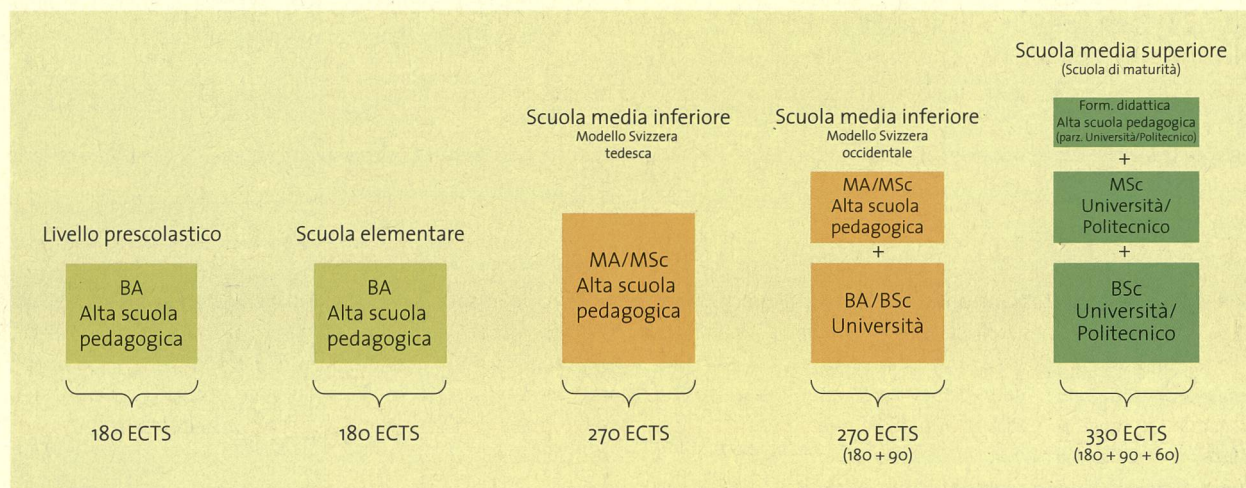 Livello prescolastico
BA
Alta scuola
pedagogica
180 ECTS
Scuola elementare
BA
Alta scuola
pedagogica
180 ECTS
Scuola media inferiore
Modello Svizzera
tedesca
MA/MSc
Alta scuola
pedagogica
270 ECTS
Scuola media inferiore
Modello Svizzera
occidentale
MA/MSc
Alta scuola
pedagogica
+
BA/BSc
Università
270 ECTS
(180 + 90)
Scuola media superiore
(Scuola di maturità)
Form. didattica
Alta scuola pedagogica
(parz. Università/Politecnico)
+
MSc
Università/
Politecnico
+
BSc
Università/
Politecnico
330 ECTS
(180 + 90 + 60)